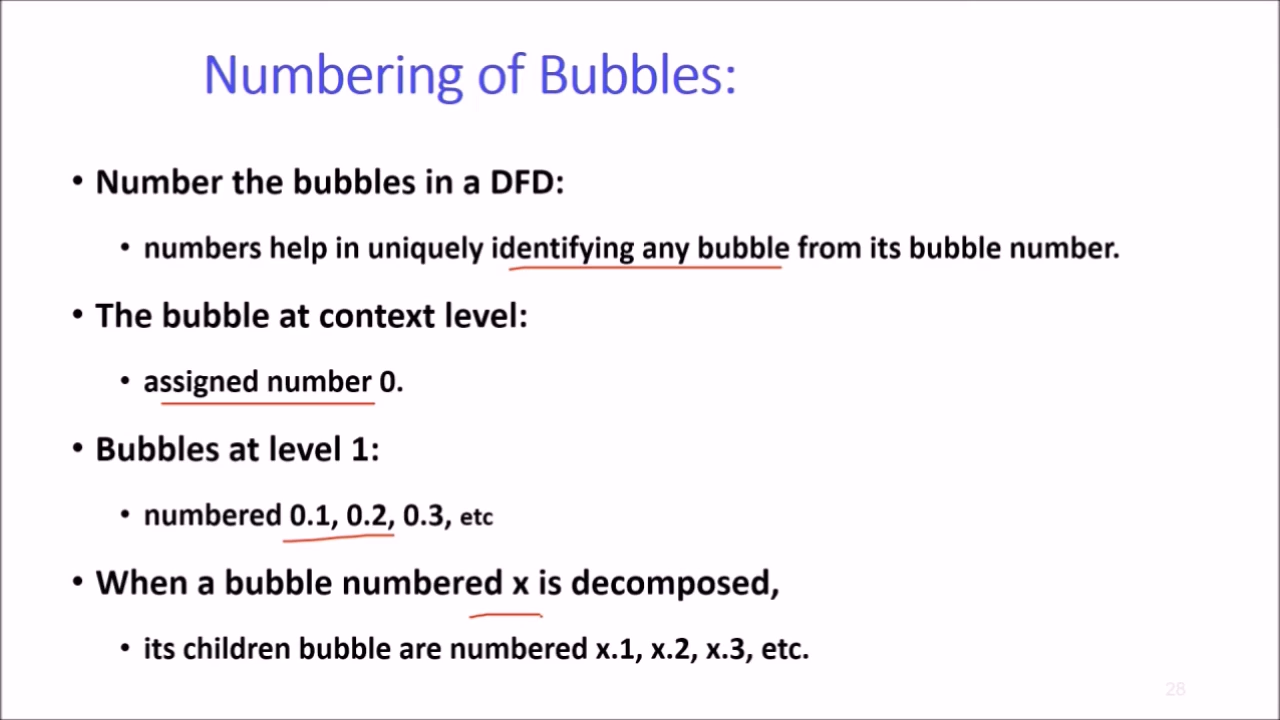 Numbering of Bubbles:
• Number the bubbles in a DFD:
• numbers help in uniquely identifying any bubble from its bubble number.
• The bubble at context level:
• assigned number 0.
• Bubbles at level 1:
• numbered 0.1, 0.2, 0.3, etc
• When a bubble numbered x is decomposed,
• its children bubble are numbered x.1, x.2, x.3, etc.
28